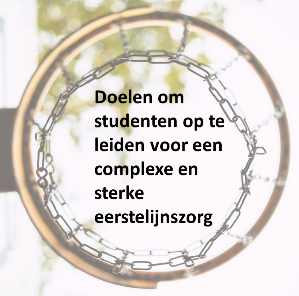 Doelen om
studenten op te
leiden voor een
complexe en
sterke
eerstelijnszorg